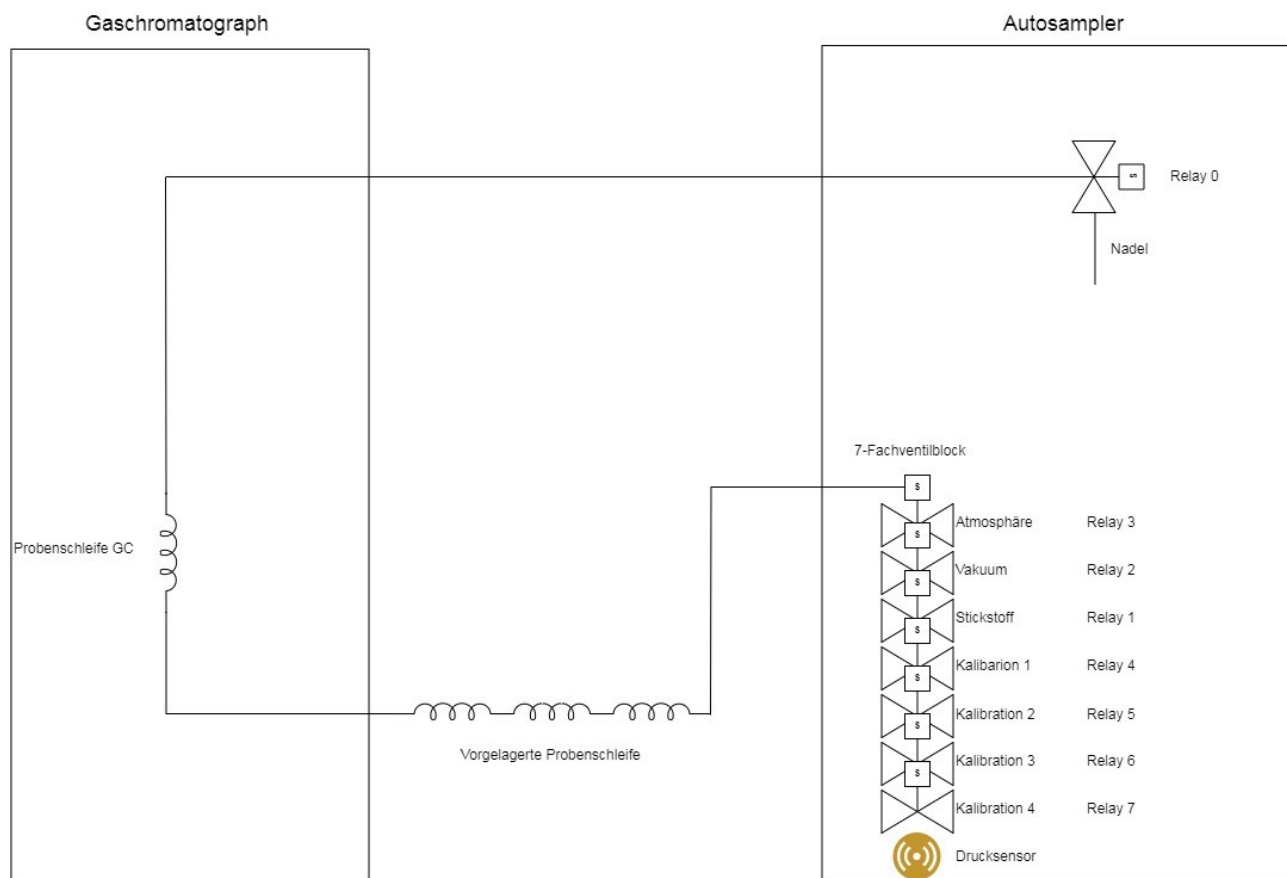 Gaschromatograph
Autosampler
s
Relay 0
Nadel
7-Fachventilblock
s
Atmosphäre Relay 3
s
Vakuum Relay 2
s
Stickstoff Relay 1
s
Probenschleife GC
Kalibarion 1 Relay 4
s
Kalibration 2 Relay 5
s
Vorgelagerte Probenschleife
Kalibration 3 Relay 6
s
Kalibration 4 Relay 7
Drucksensor